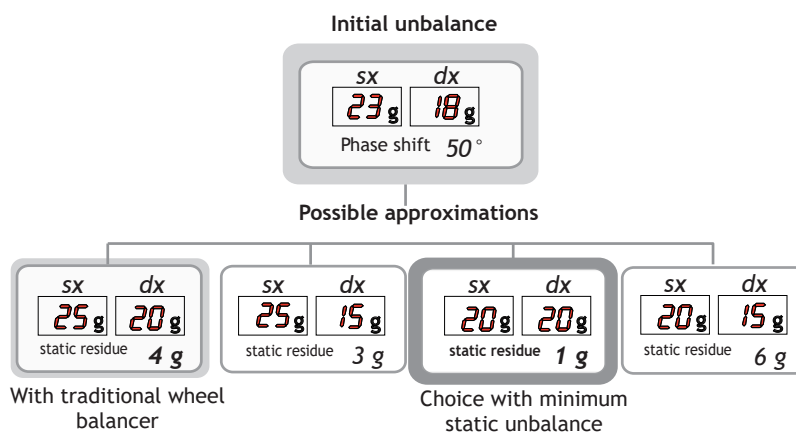 Initial unbalance
sx dx
23 g 18 g
Phase shift 50°
Possible approximations
sx dx
25 g 20 g
static residue 4 g
sx dx
25 g 15 g
static residue 3 g
sx dx
20 g 20 g
static residue 1 g
sx dx
20 g 15 g
static residue 6 g
With traditional wheel
balancer
Choice with minimum
static unbalance